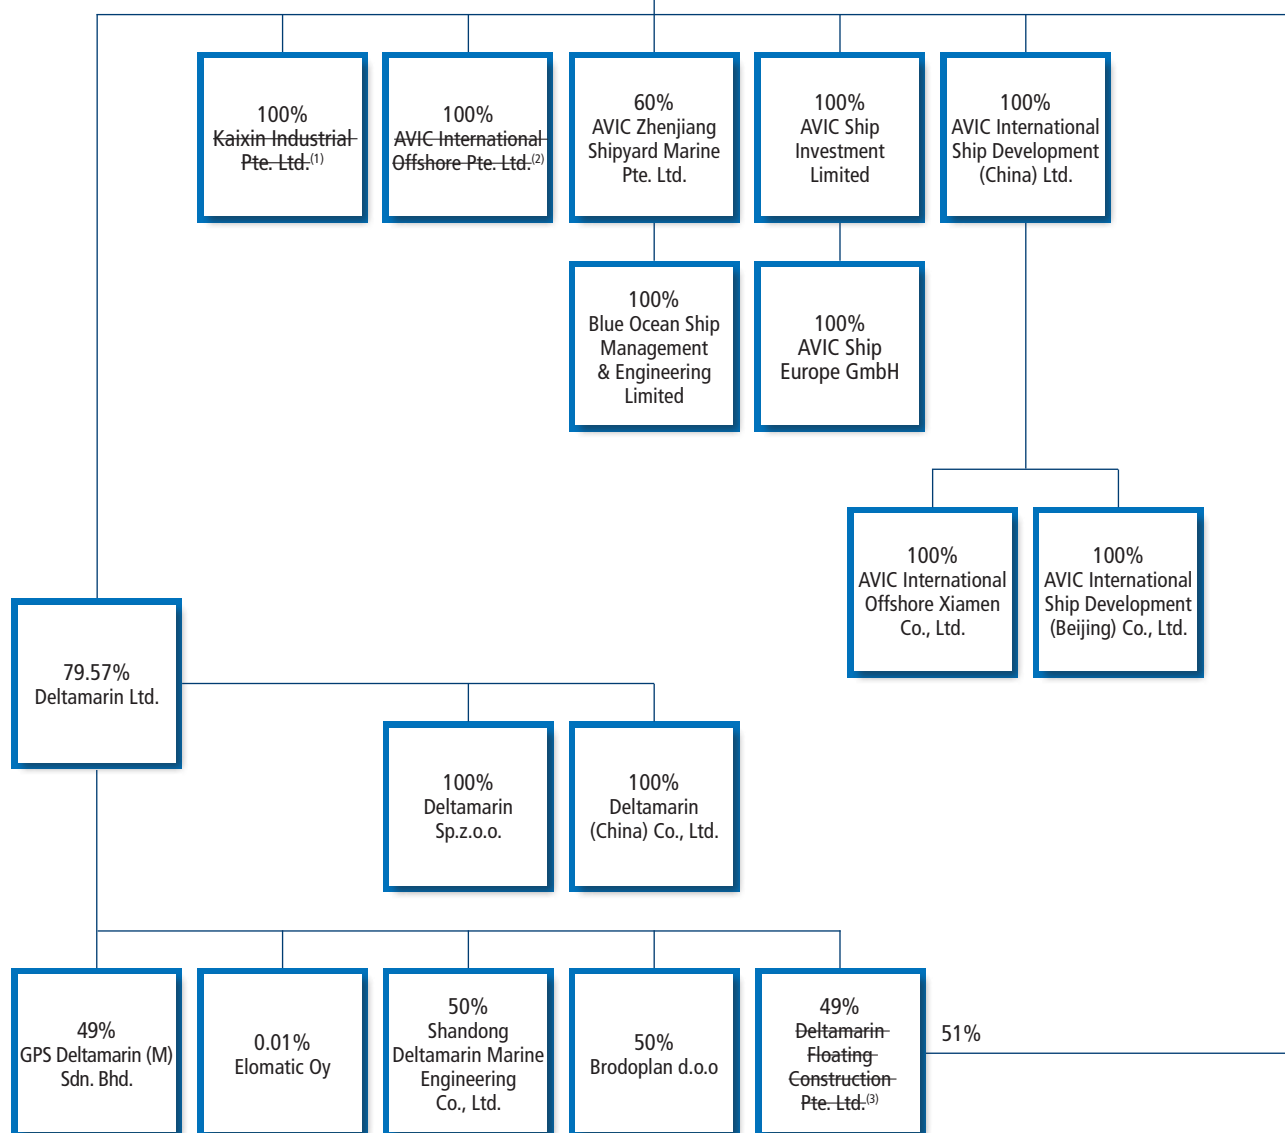 100%
Kaixin Industrial
Pte. Ltd.(1)
100%
AVIC International
Offshore Pte. Ltd.(2)
60%
AVIC Zhenjiang
Shipyard Marine
Pte. Ltd.
100%
AVIC Ship
Investment
Limited
100%
AVIC International
Ship Development
(China) Ltd.
100%
Blue Ocean Ship
Management
& Engineering
Limited
100%
AVIC Ship
Europe GmbH
100%
AVIC International
Offshore Xiamen
Co., Ltd.
100%
AVIC International
Ship Development
(Beijing) Co., Ltd.
79.57%
Deltamarin Ltd.
100%
Deltamarin
Sp.z.o.o.
100%
Deltamarin
(China) Co., Ltd.
49%
GPS Deltamarin (M)
Sdn. Bhd.
0.01%
Elomatic Oy
50%
Shandong
Deltamarin Marine
Engineering
Co., Ltd.
50%
Brodoplan d.o.o
49%
Deltamarin
Floating
Construction
Pte. Ltd.(3)
51%